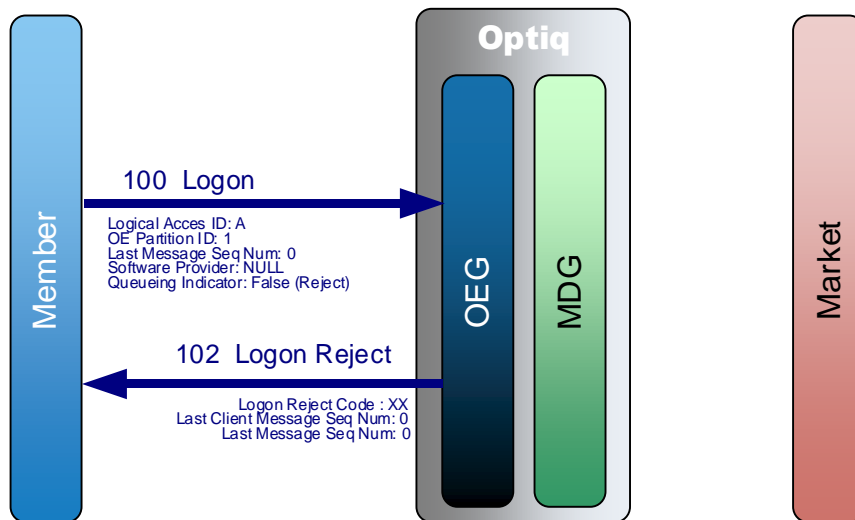 Optiq
Member
100 Logon
Logical Acces ID: A
OE Partition ID: 1
Last Message Seq Num: 0
Software Provider: NULL
Queueing Indicator: False (Reject)
OEG
MDG
Market
102 Logon Reject
Logon Reject Code : XX
Last Client Message Seq Num: 0
Last Message Seq Num: 0